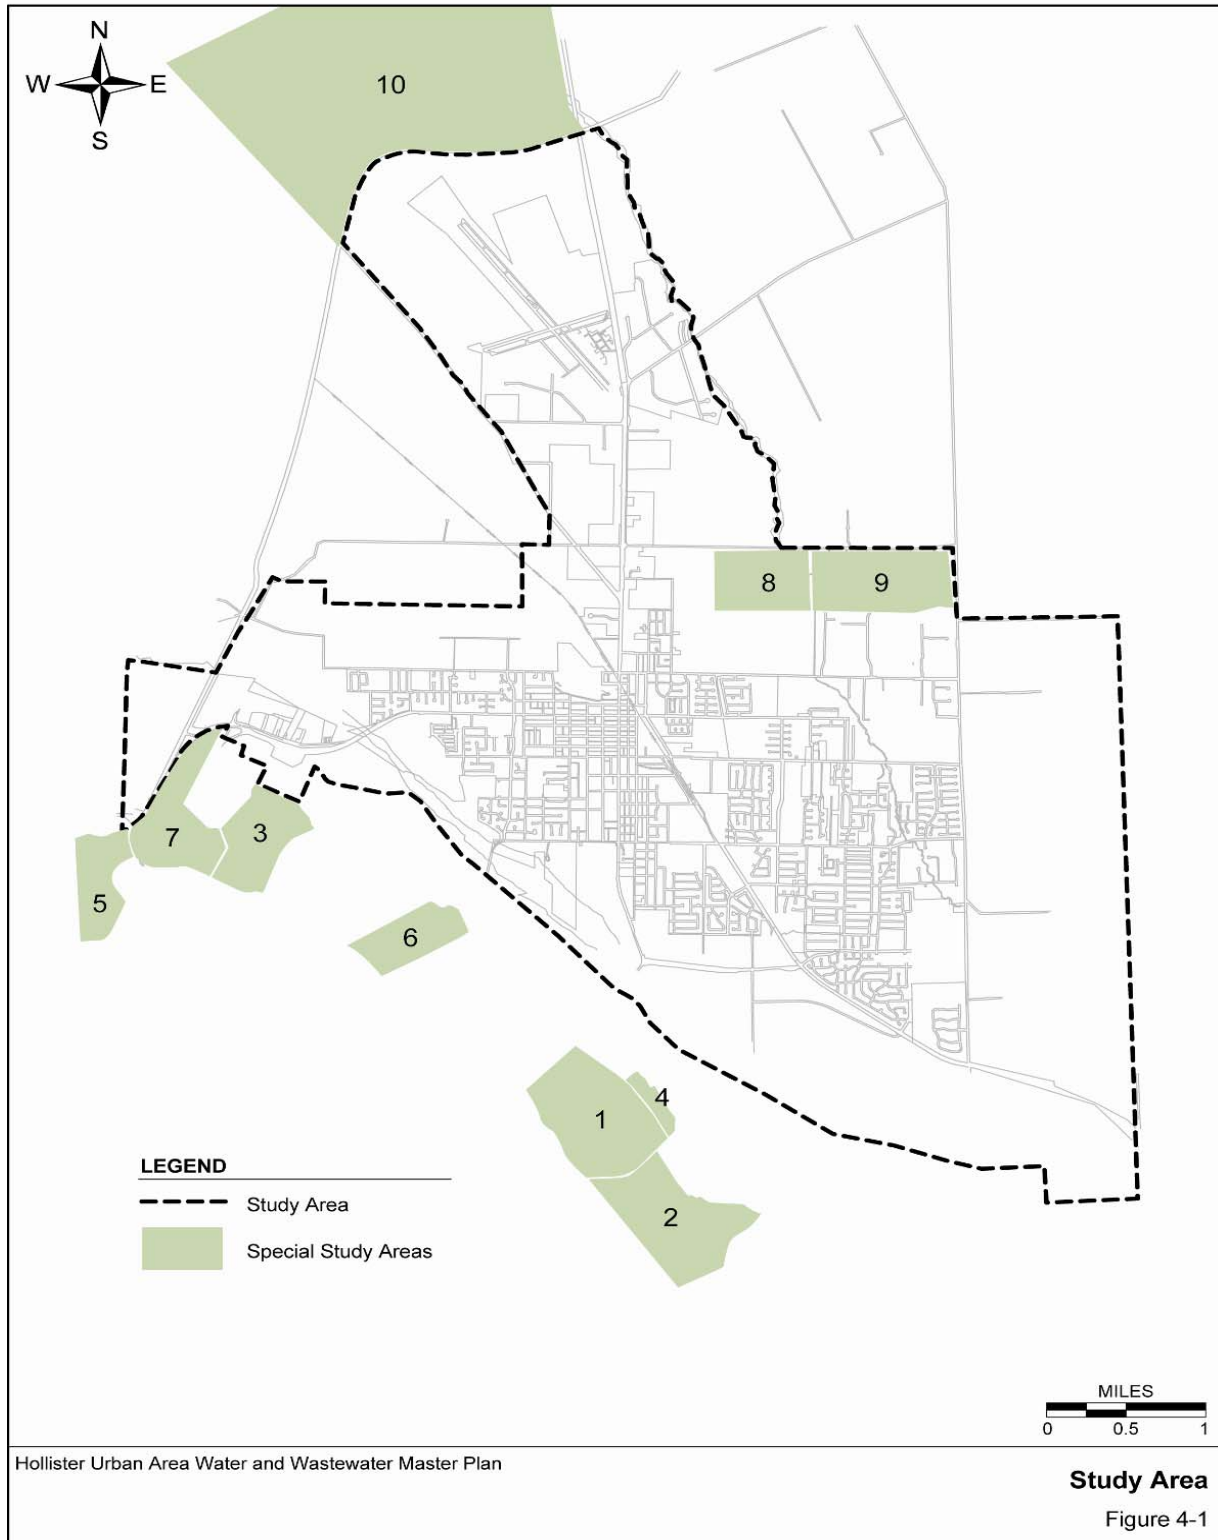 N
W E
S
10
8
9
7
3
5
6
4
1
2
LEGEND
Study Area
Special Study Areas
MILES
0 0.5 1
Hollister Urban Area Water and Wastewater Master Plan
Study Area
Figure 4-1